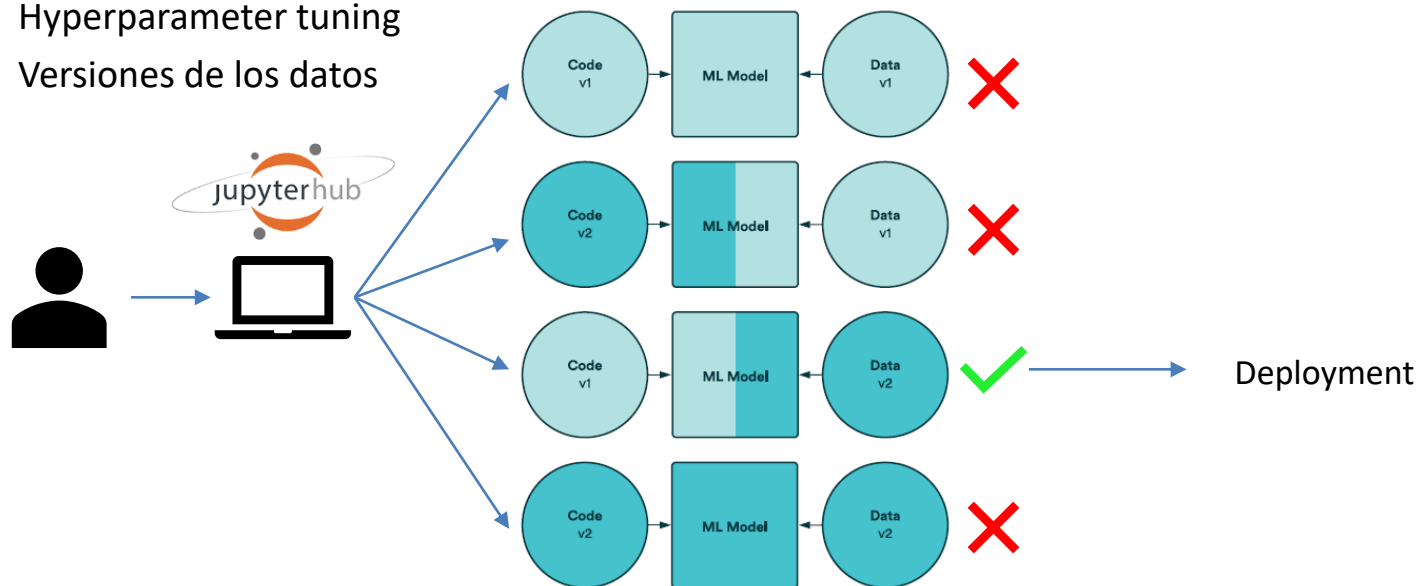 Hyperparameter tuning
Versiones de los datos
jupyterhub
Code
v1
ML Model
Data
v1
Code
v2
ML Model
Data
v1
Code
v1
ML Model
Data
v2
Deployment
Code
v2
ML Model
Data
v2